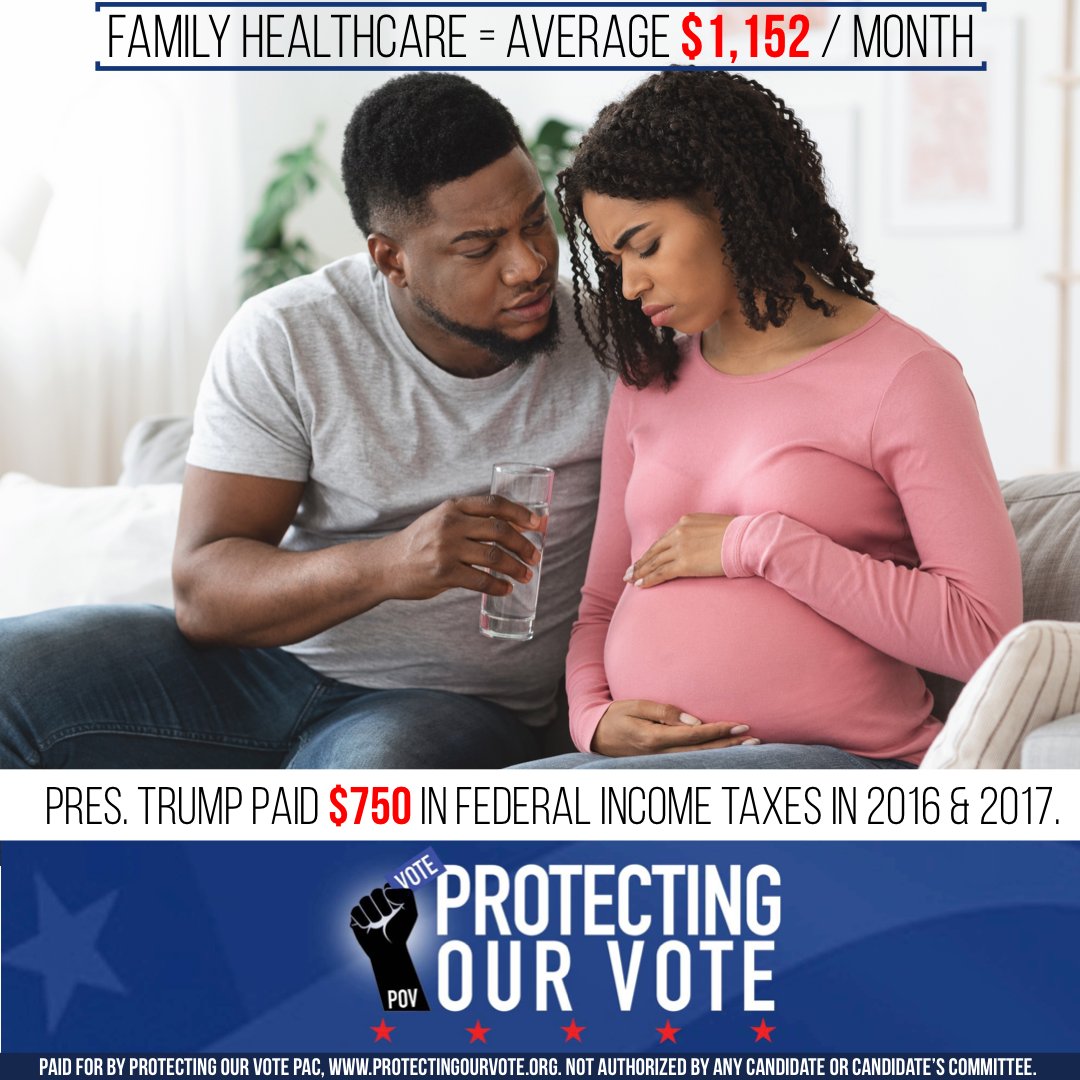 FAMILY HEALTHCARE = AVERAGE $1,152 / MONTH
PRES. TRUMP PAID $750 IN FEDERAL INCOME TAXES IN 2016 & 2017.
VOTE
PROTECTING
OUR VOTE
POV
PAID FOR BY PROTECTING OUR VOTE PAC, WWW.PROTECTINGOURVOTE.ORG. NOT AUTHORIZED BY ANY CANDIDATE OR CANDIDATE'S COMMITTEE.